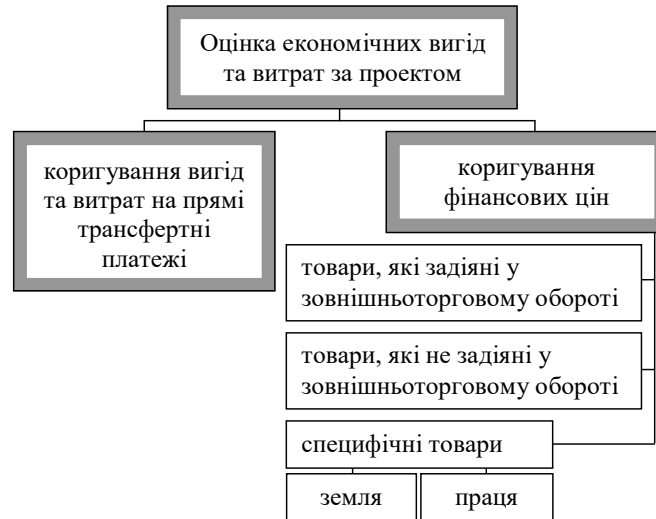 Оцінка економічних вигід
та витрат за проектом
коригування вигід
та витрат на прямі
трансфертні
платежі
коригування
фінансових цін
товари, які задіяні у
зовнішньоторговому обороті
товари, які не задіяні у
зовнішньоторговому обороті
специфічні товари
земля
праця